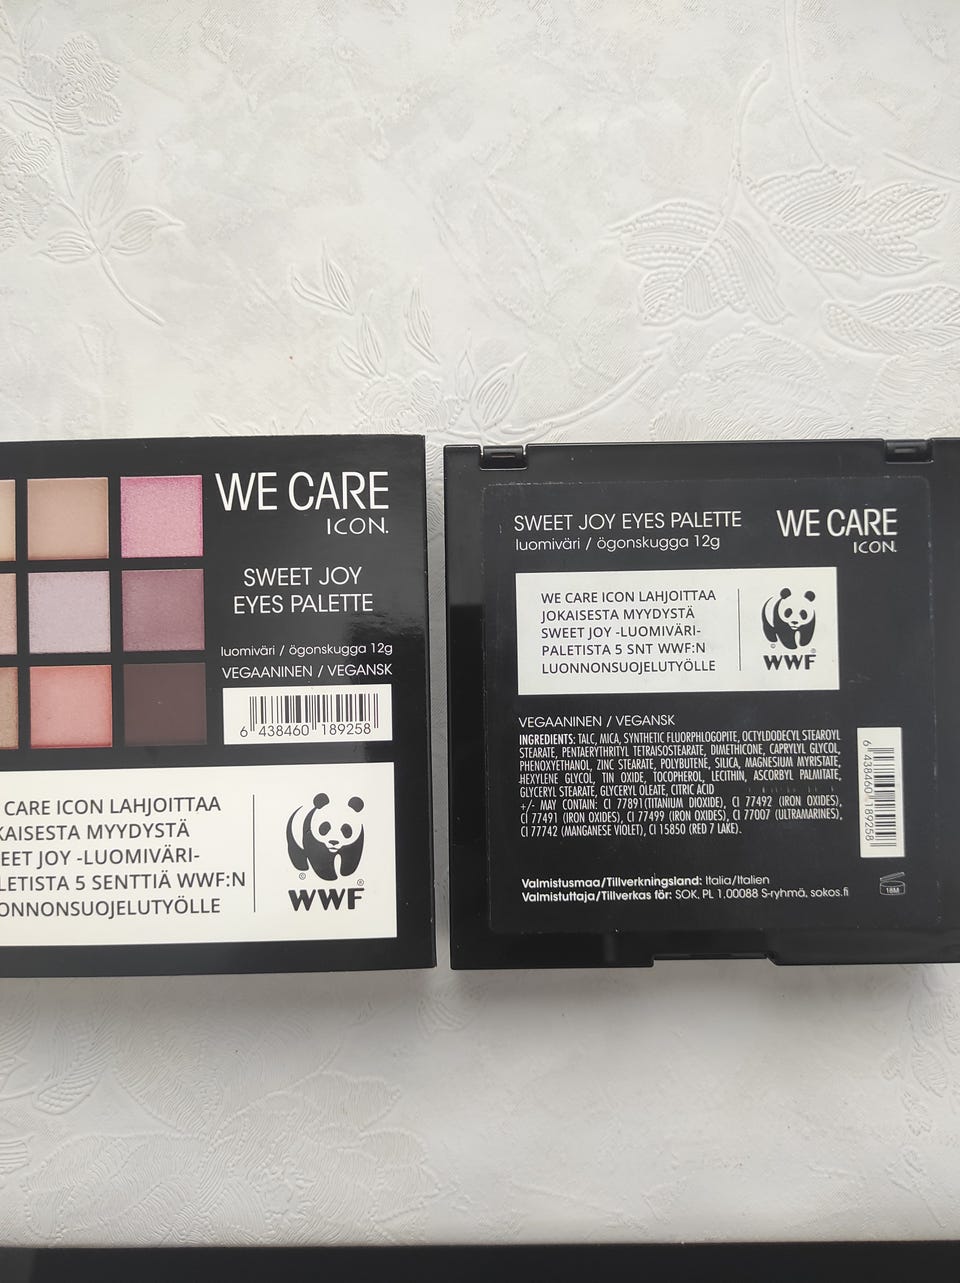 WE CARE
ICON.
SWEET JOY
EYES PALETTE
luomiväri / ögonskugga 12g
VEGAANINEN / VEGANSK
6 438460 189258
CARE ICON LAHJOITTAA
KAISESTA MYYDYSTÄ
EET JOY -LUOMIVÄRI-
LETISTA 5 SENTTIÄ WWF:N
ONNONSUOJELUTYÖLLE
© ®
WWF
SWEET JOY EYES PALETTE
luomiväri / ögonskugga 12g
WE CARE
ICON.
WE CARE ICON LAHJOITTAA
JOKAISESTA MYYDYSTÄ
SWEET JOY -LUOMIVÄRI-
PALETISTA 5 SNT WWF:N
LUONNONSUOJELUTYÖLLE
© ®
WWF
VEGAANINEN / VEGANSK
INGREDIENTS: TALC, MICA, SYNTHETIC FLUORPHLOGOPITE, OCTYLDODECYL STEAROYL
STEARATE, PENTAERYTHRITYL TETRAISOSTEARATE, DIMETHICONE, CAPRYLYL GLYCOL,
PHENOXYETHANOL, ZINC STEARATE, POLYBUTENE, SILICA, MAGNESIUM MYRISTATE,
HEXYLENE GLYCOL, TIN OXIDE, TOCOPHEROL, LECITHIN, ASCORBYL PALMITATE,
GLYCERYL STEARATE, GLYCERYL OLEATE, CITRIC ACID
+/- MAY CONTAIN: CI 77891(TITANIUM DIOXIDE), CI 77492 (IRON OXIDES),
CI 77491 (IRON OXIDES), CI 77499 (IRON OXIDES), CI 77007 (ULTRAMARINES),
CI 77742 (MANGANESE VIOLET), CI 15850 (RED 7 LAKE).
6 438460 189258
Valmistusmaa/Tillverkningsland: Italia/Italien
Valmistuttaja/Tillverkas för: SOK, PL 1,00088 S-ryhmä, sokos.fi
18M